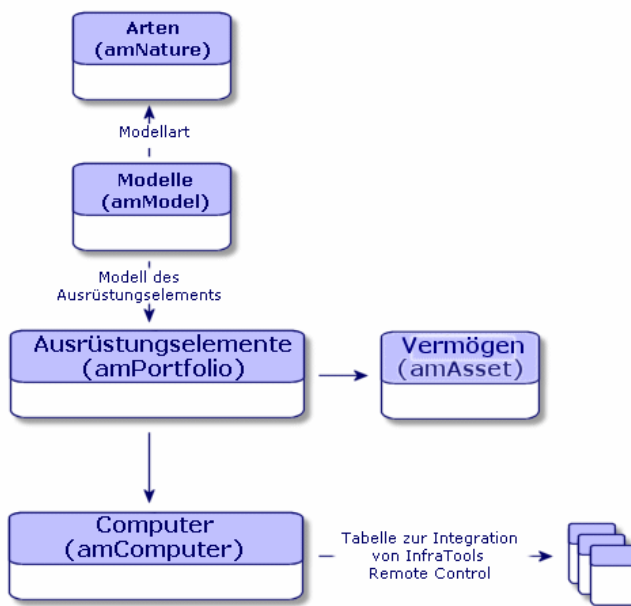 Arten
(amNature)
Modellart
Modelle
(amModel)
Modell des
Ausrüstungselements
Ausrüstungselemente
(amPortfolio)
Vermögen
(amAsset)
Computer
(amComputer)
Tabelle zur Integration
von InfraTools
Remote Control